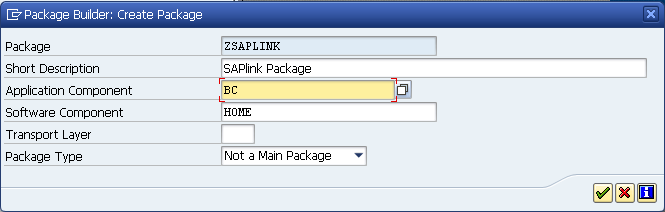 Package Builder: Create Package
Package ZSAPLINK
Short Description SAPlink Package
Application Component BC
Software Component HOME
Transport Layer
Package Type Not a Main Package